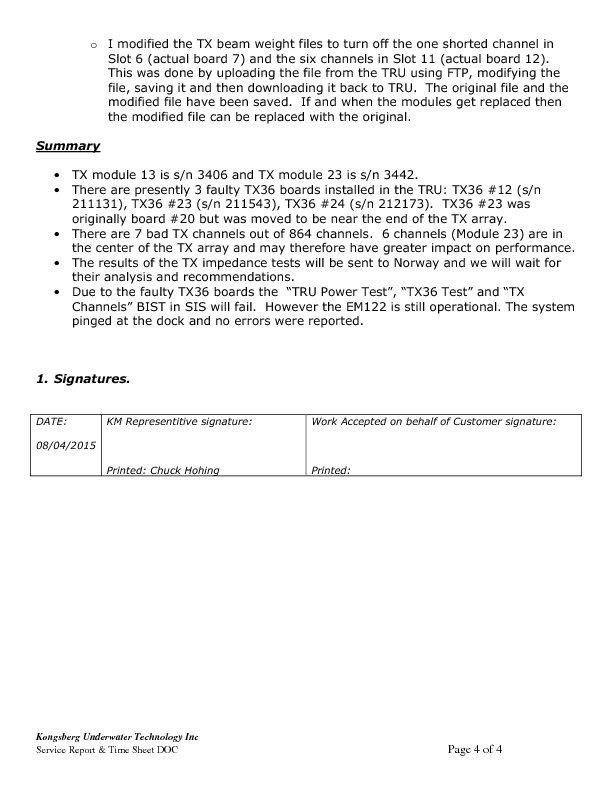 o I modified the TX beam weight files to turn off the one shorted channel in
Slot 6 (actual board 7) and the six channels in Slot 11 (actual board 12).
This was done by uploading the file from the TRU using FTP, modifying the
file, saving it and then downloading it back to TRU.  The original file and the
modified file have been saved.  If and when the modules get replaced then
the modified file can be replaced with the original.
Summary
• TX module 13 is s/n 3406 and TX module 23 is s/n 3442.
• There are presently 3 faulty TX36 boards installed in the TRU: TX36 #12 (s/n
211131), TX36 #23 (s/n 211543), TX36 #24 (s/n 212173).  TX36 #23 was
originally board #20 but was moved to be near the end of the TX array.
• There are 7 bad TX channels out of 864 channels.  6 channels (Module 23) are in
the center of the TX array and may therefore have greater impact on performance.
• The results of the TX impedance tests will be sent to Norway and we will wait for
their analysis and recommendations.
• Due to the faulty TX36 boards the  “TRU Power Test”, “TX36 Test” and “TX
Channels” BIST in SIS will fail.  However the EM122 is still operational. The system
pinged at the dock and no errors were reported.
1. Signatures.
DATE:
08/04/2015
KM Representitive signature:
Printed: Chuck Hohing
Work Accepted on behalf of Customer signature:
Printed:
Kongsberg Underwater Technology Inc
Service Report & Time Sheet DOC
Page 4 of 4